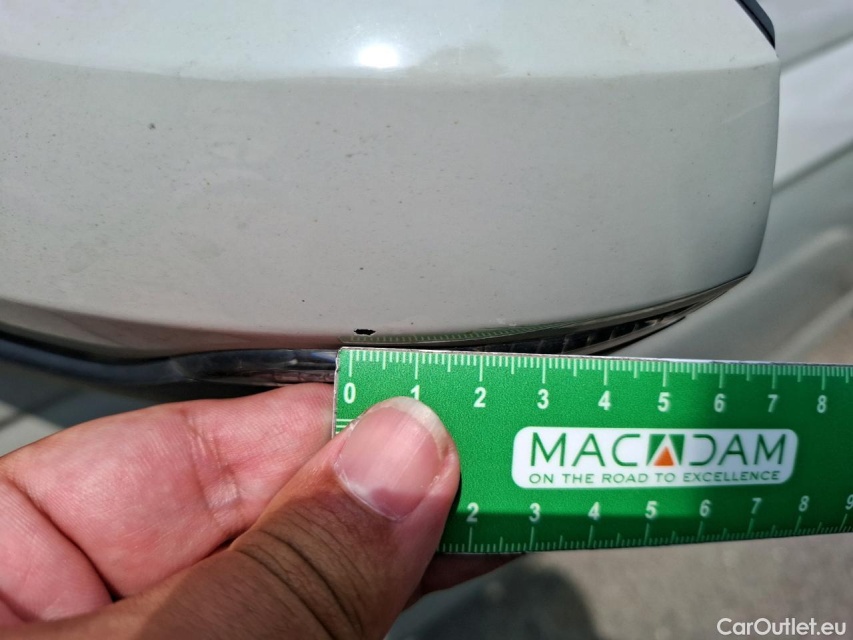 0 1 2 3 4 5 6 7 8
MACADAM
ON THE ROAD TO EXCELLENCE
2 3 4 5 6 7 8 9
CarOutlet.eu